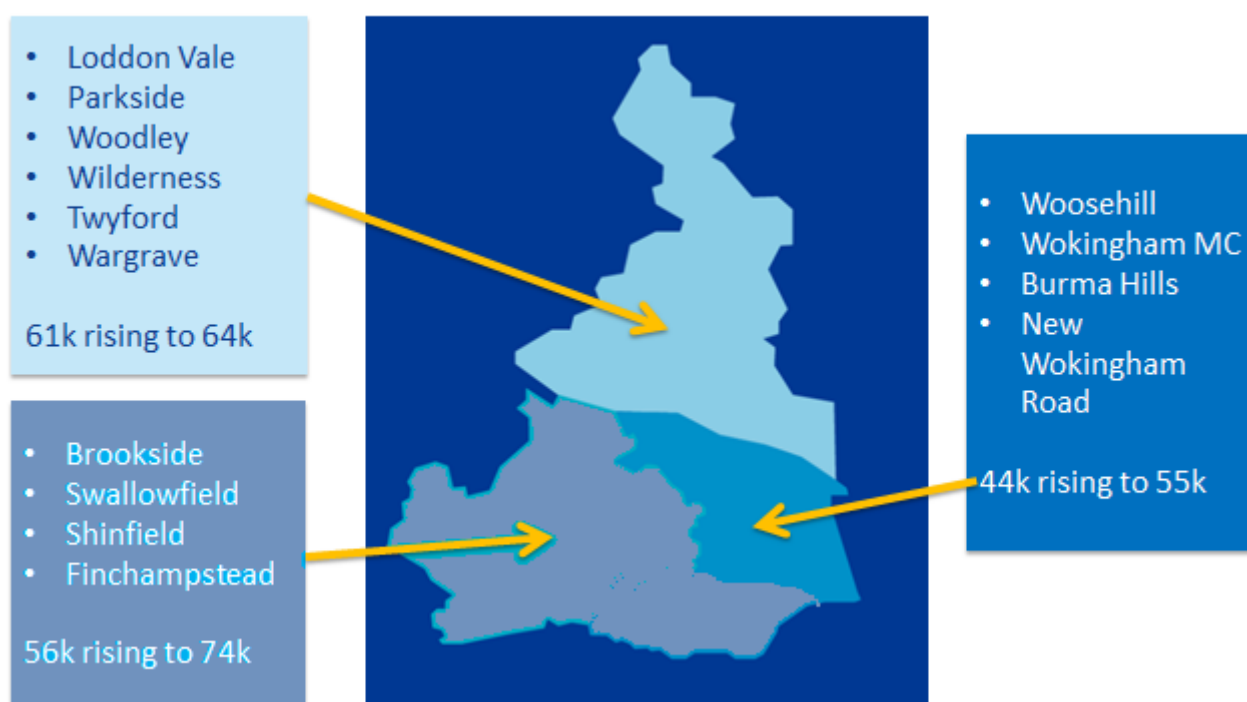 • Loddon Vale
• Parkside
• Woodley
• Wilderness
• Twyford
• Wargrave
61k rising to 64k
• Brookside
• Swallowfield
• Shinfield
• Finchampstead
56k rising to 74k
• Woosehill
• Wokingham MC
• Burma Hills
• New
Wokingham
Road
44k rising to 55k